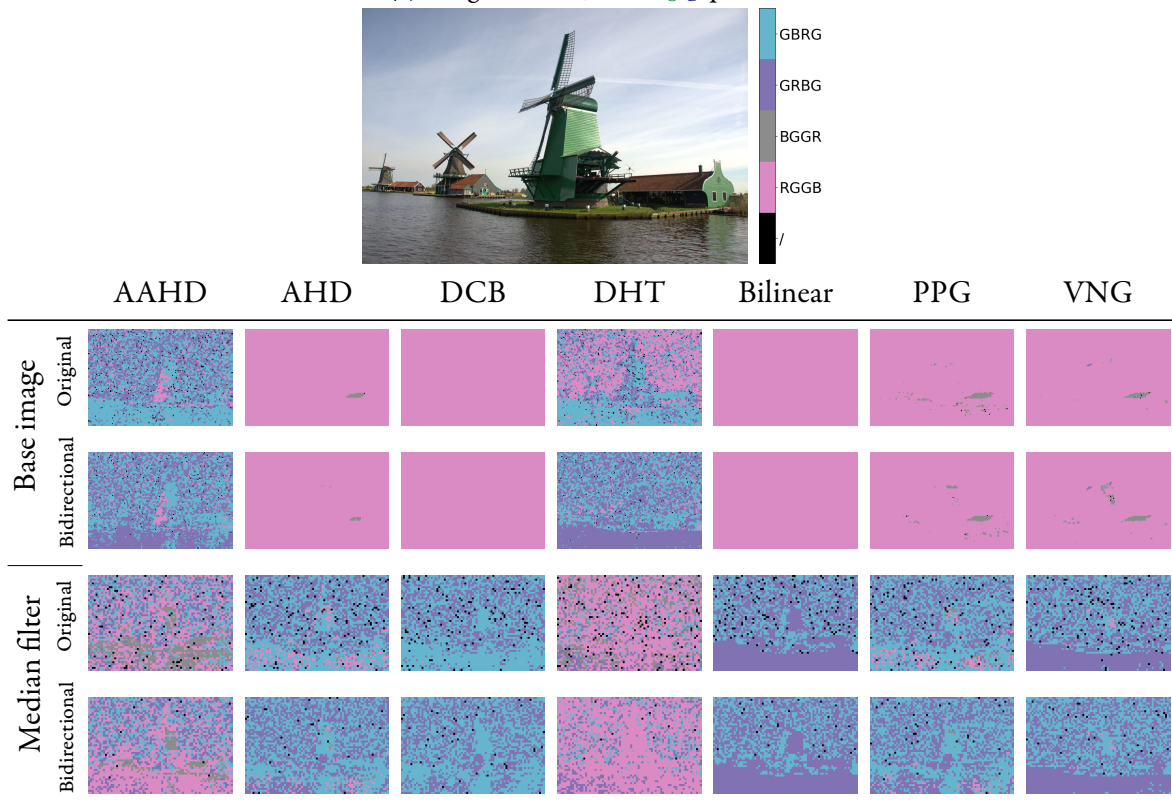 GBRG
GRBG
BGGR
RGGB
/
AAHD AHD DCB DHT Bilinear PPG VNG
Base image
Original
Bidirectional
Median filter
Original
Bidirectional